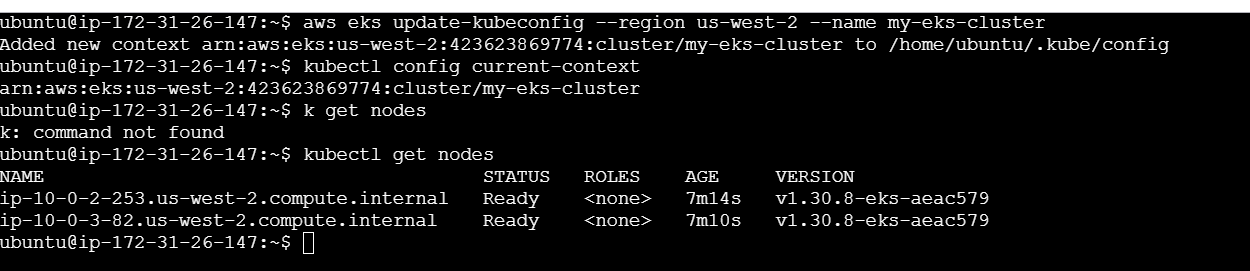 ubuntu@ip-172-31-26-147:~$ aws eks update-kubeconfig --region us-west-2 --name my-eks-cluster
Added new context arn:aws:eks:us-west-2:423623869774:cluster/my-eks-cluster to /home/ubuntu/.kube/config
ubuntu@ip-172-31-26-147:~$ kubectl config current-context
arn:aws:eks:us-west-2:423623869774:cluster/my-eks-cluster
ubuntu@ip-172-31-26-147:~$ k get nodes
k: command not found
ubuntu@ip-172-31-26-147:~$ kubectl get nodes
NAME STATUS ROLES AGE VERSION
ip-10-0-2-253.us-west-2.compute.internal Ready <none> 7m14s v1.30.8-eks-aeac579
ip-10-0-3-82.us-west-2.compute.internal Ready <none> 7m10s v1.30.8-eks-aeac579
ubuntu@ip-172-31-26-147:~$